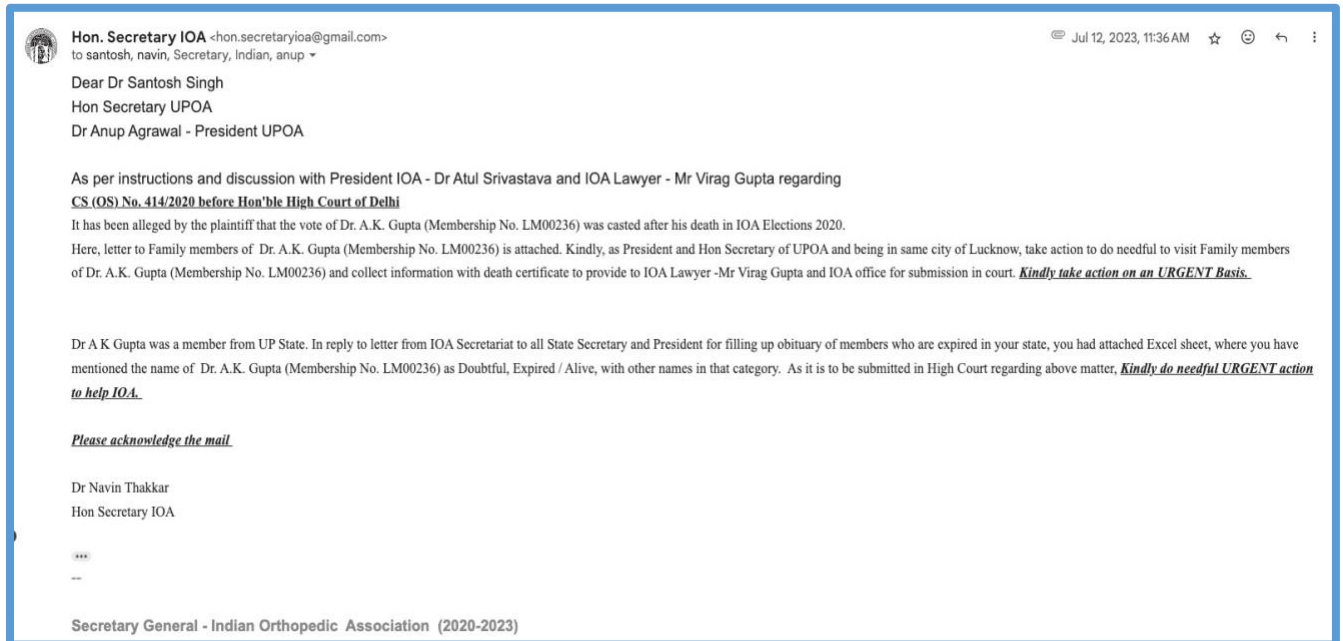 Hon. Secretary IOA <hon.secretaryioa@gmail.com>
Jul 12, 2023, 11:36 AM
to santosh, navin, Secretary, Indian, anup
Dear Dr Santosh Singh
Hon Secretary UPOA
Dr Anup Agrawal - President UPOA
As per instructions and discussion with President IOA - Dr Atul Srivastava and IOA Lawyer - Mr Virag Gupta regarding
CS (OS) No. 414/2020 before Hon'ble High Court of Delhi
It has been alleged by the plaintiff that the vote of Dr. A.K. Gupta (Membership No. LM00236) was casted after his death in IOA Elections 2020.
Here, letter to Family members of Dr. A.K. Gupta (Membership No. LM00236) is attached. Kindly, as President and Hon Secretary of UPOA and being in same city of Lucknow, take action to do needful to visit Family members
of Dr. A.K. Gupta (Membership No. LM00236) and collect information with death certificate to provide to IOA Lawyer -Mr Virag Gupta and IOA office for submission in court. Kindly take action on an URGENT Basis.
Dr A K Gupta was a member from UP State. In reply to letter from IOA Secretariat to all State Secretary and President for filling up obituary of members who are expired in your state, you had attached Excel sheet, where you have
mentioned the name of Dr. A.K. Gupta (Membership No. LM00236) as Doubtful, Expired / Alive, with other names in that category. As it is to be submitted in High Court regarding above matter, Kindly do needful URGENT action
to help IOA.
Please acknowledge the mail
Dr Navin Thakkar
Hon Secretary IOA
--
Secretary General - Indian Orthopedic Association (2020-2023)